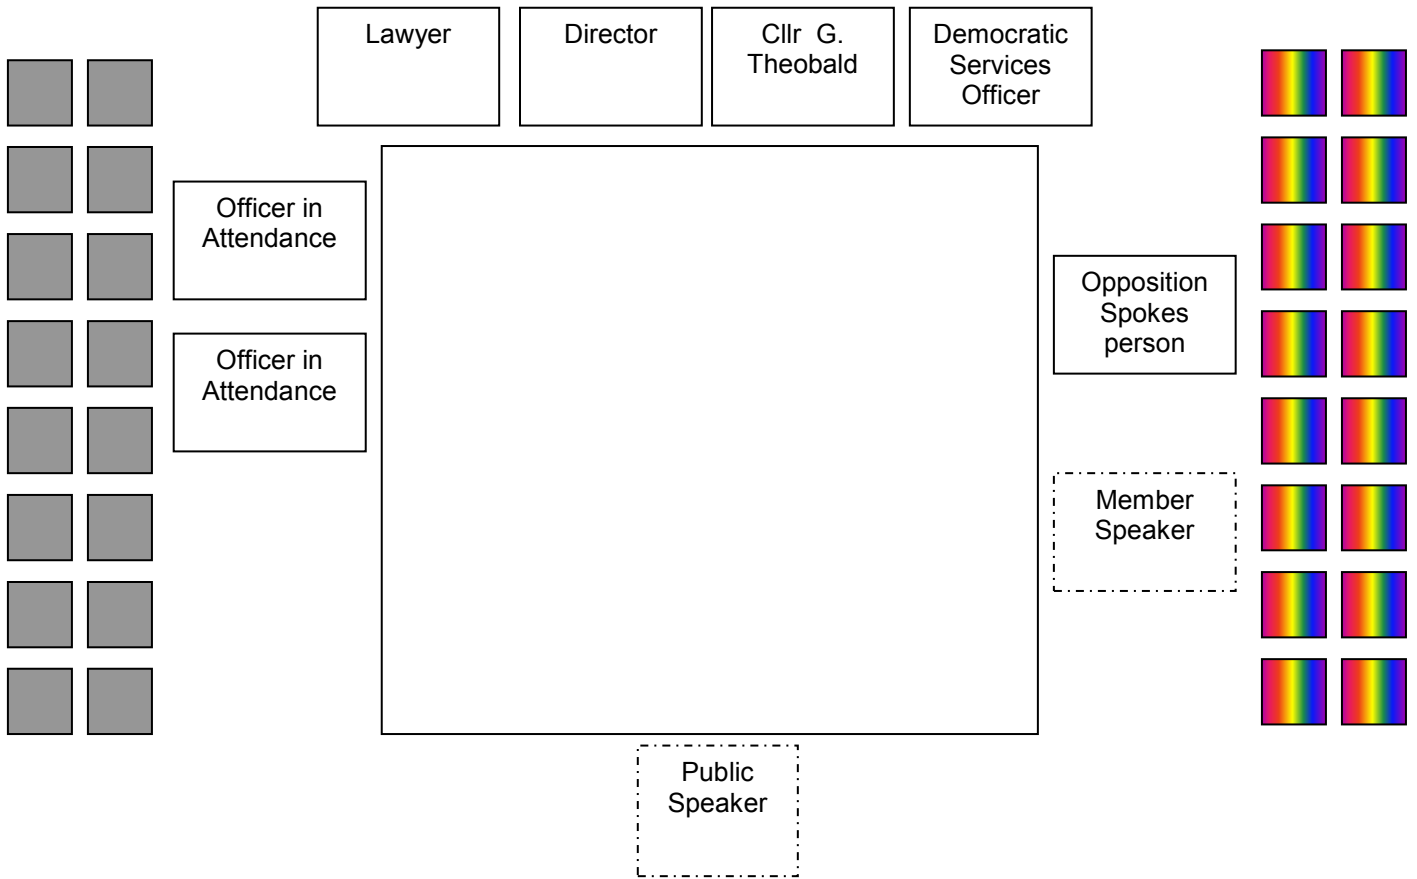 Lawyer
Director
Cllr G.
Theobald
Democratic
Services
Officer
Officer in
Attendance
Officer in
Attendance
Opposition
Spokes
person
Member
Speaker
Public
Speaker